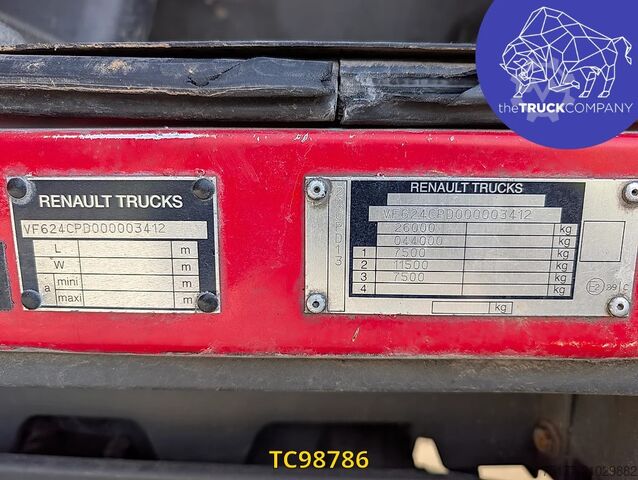 theTRUCKCOMPANY
RENAULT TRUCKS
VF624CPD000003412
L m
W m
a mini m
maxi m
RENAULT TRUCKS
VF624CPD000003412
26000 kg
044000 kg
1 7500 kg
2 11500 kg
3 7500 kg
4 kg
kg
TC98786